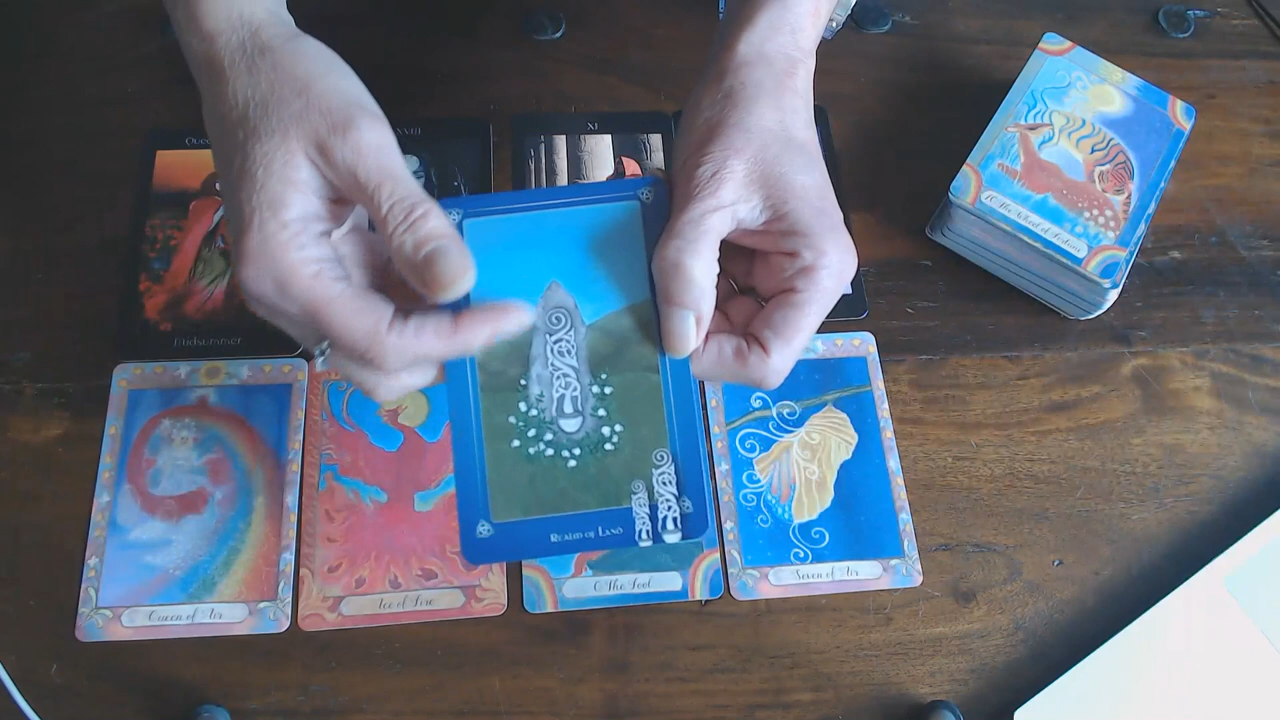 XVIII
XI
Midsummer
10 The Wheel of Fortune
Realm of Land
Queen of Air
Ace of Fire
0 The Fool
Seven of Air